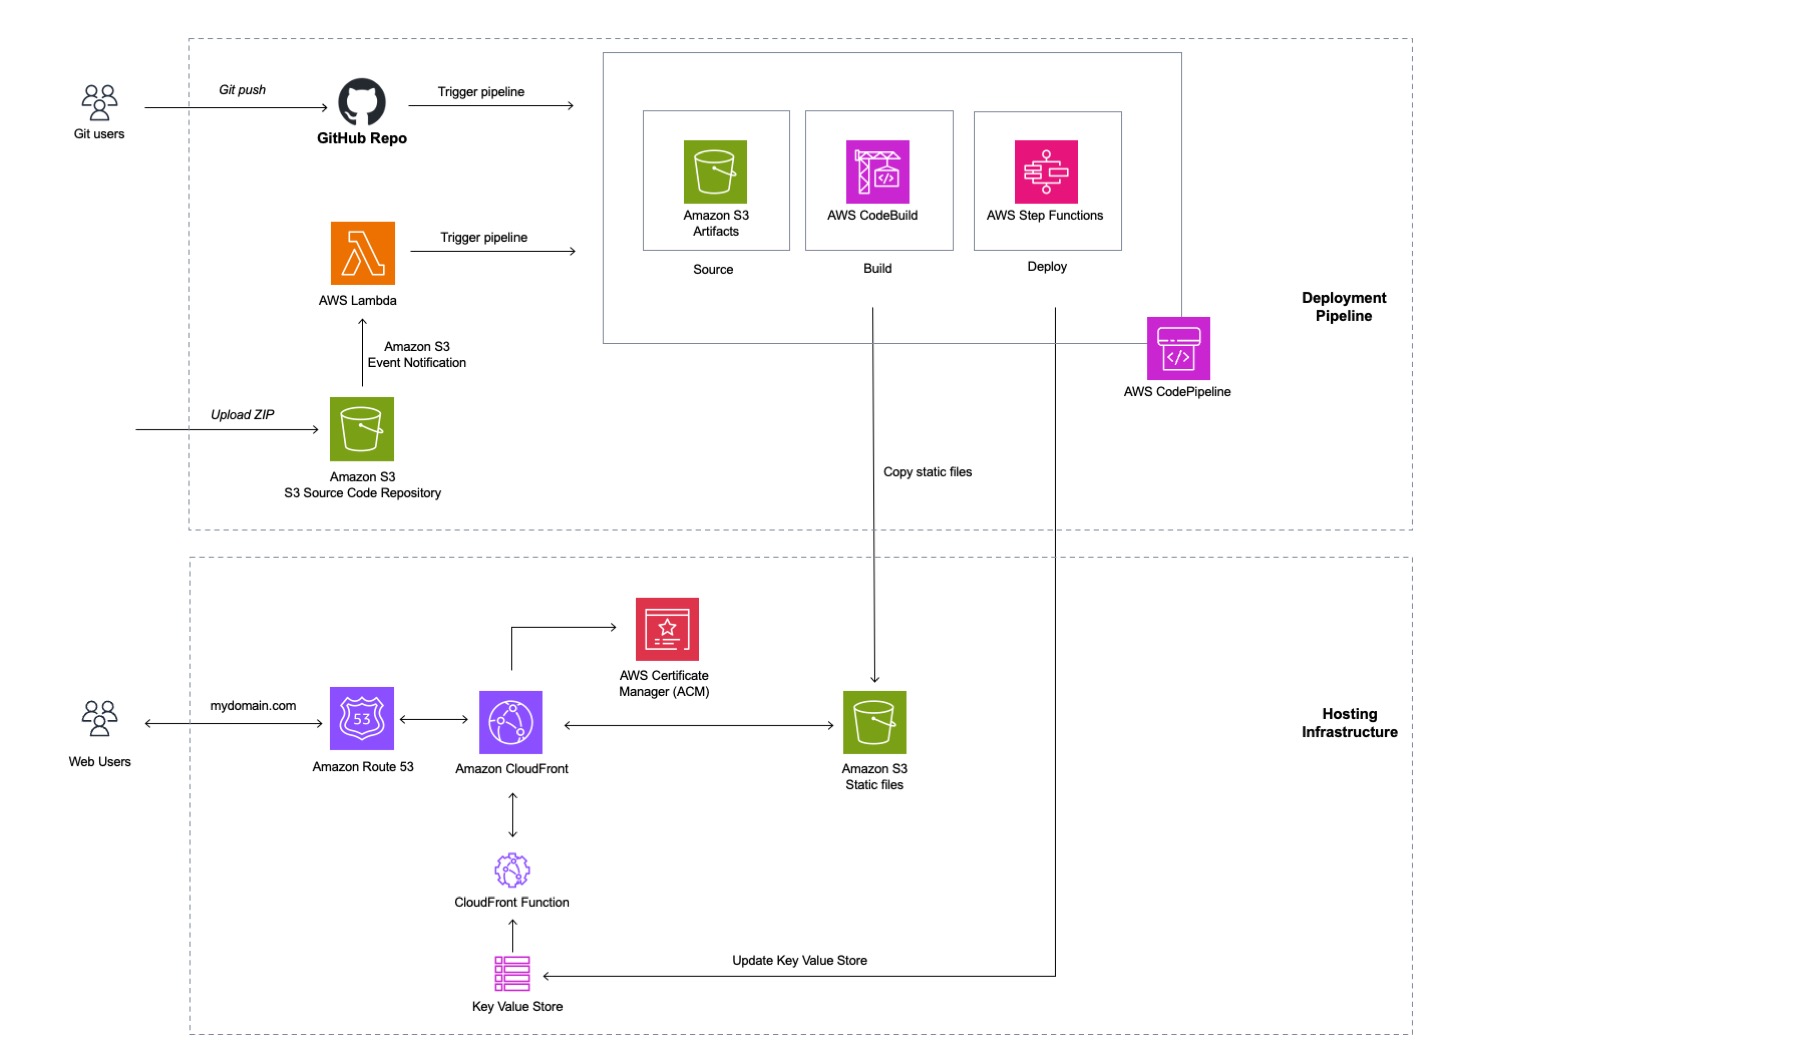 Git users
Git push
GitHub Repo
Trigger pipeline
Amazon S3
Artifacts
Source
AWS CodeBuild
Build
AWS Step Functions
Deploy
AWS Lambda
Trigger pipeline
Amazon S3
Event Notification
Upload ZIP
Amazon S3
S3 Source Code Repository
AWS CodePipeline
Deployment
Pipeline
Copy static files
AWS Certificate
Manager (ACM)
Web Users
mydomain.com
53
Amazon Route 53
Amazon CloudFront
Amazon S3
Static files
Hosting
Infrastructure
CloudFront Function
Key Value Store
Update Key Value Store